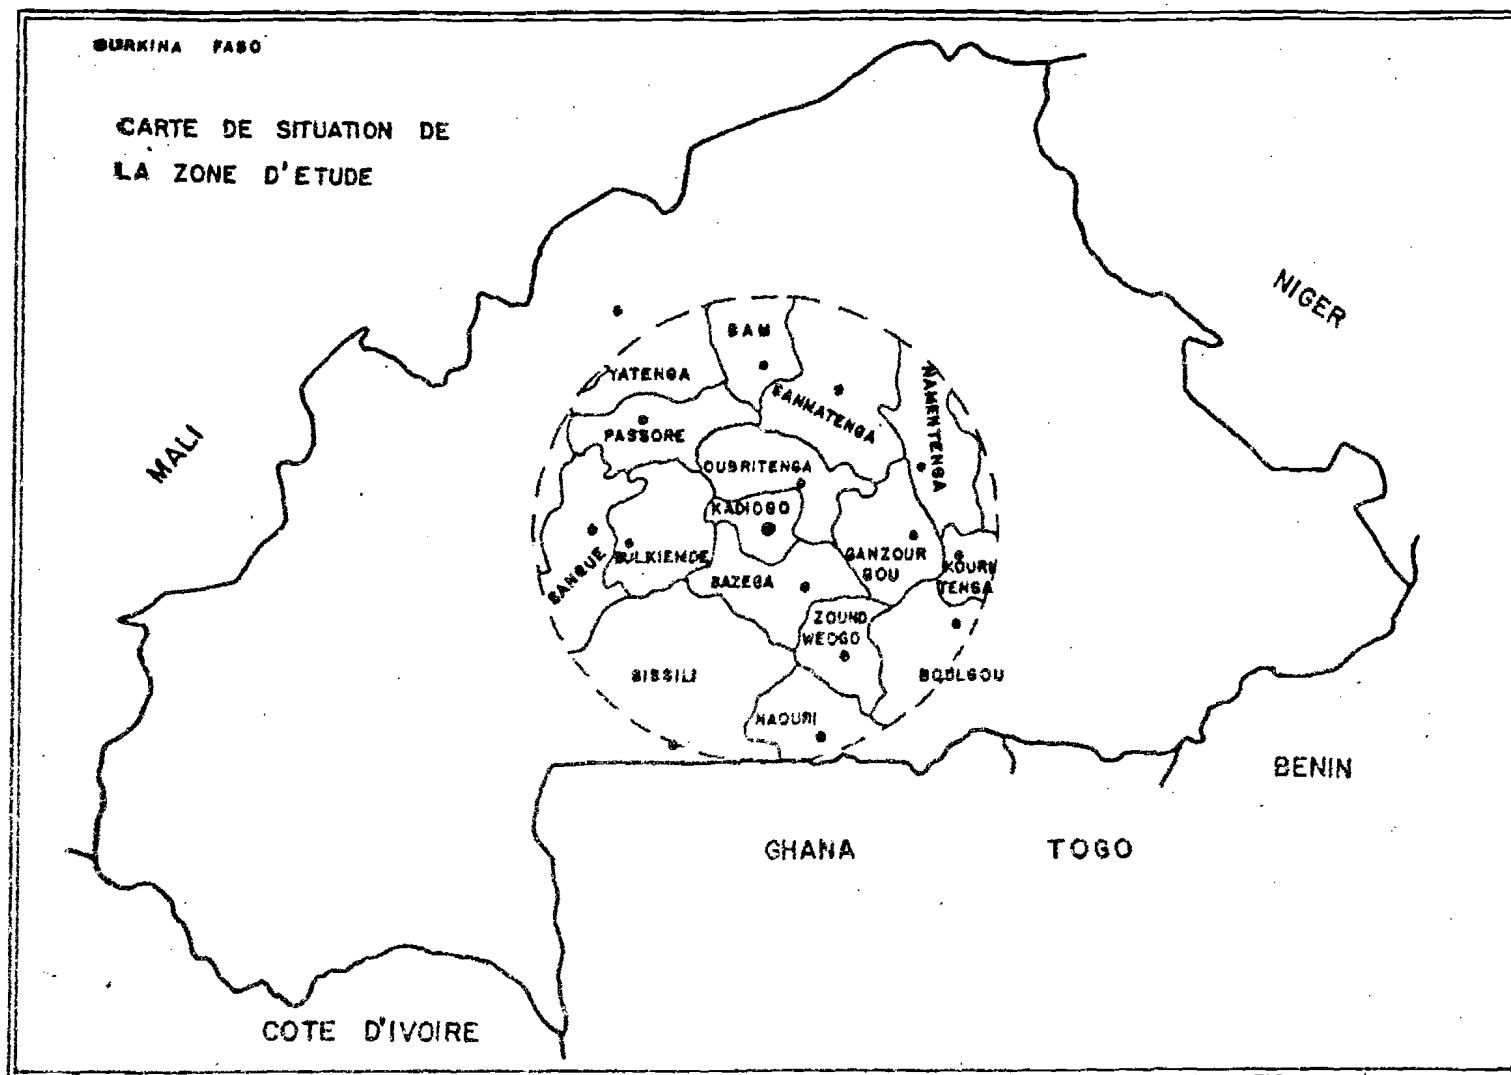 BURKINA FASO
CARTE DE SITUATION DE
LA ZONE D'ETUDE
NIGER
MALI
BAM
YATENGA
SANMATENGA
NAMENTENGA
PASSORE
OUBRITENGA
KADIOGO
SANGUE
BULKIEMDE
BAZEGA
GANZOUR
GOU
KOURI
TENGA
ZOUND
WEOGO
SISSILI
BOULGOU
NAOURI
BENIN
GHANA
TOGO
COTE D'IVOIRE